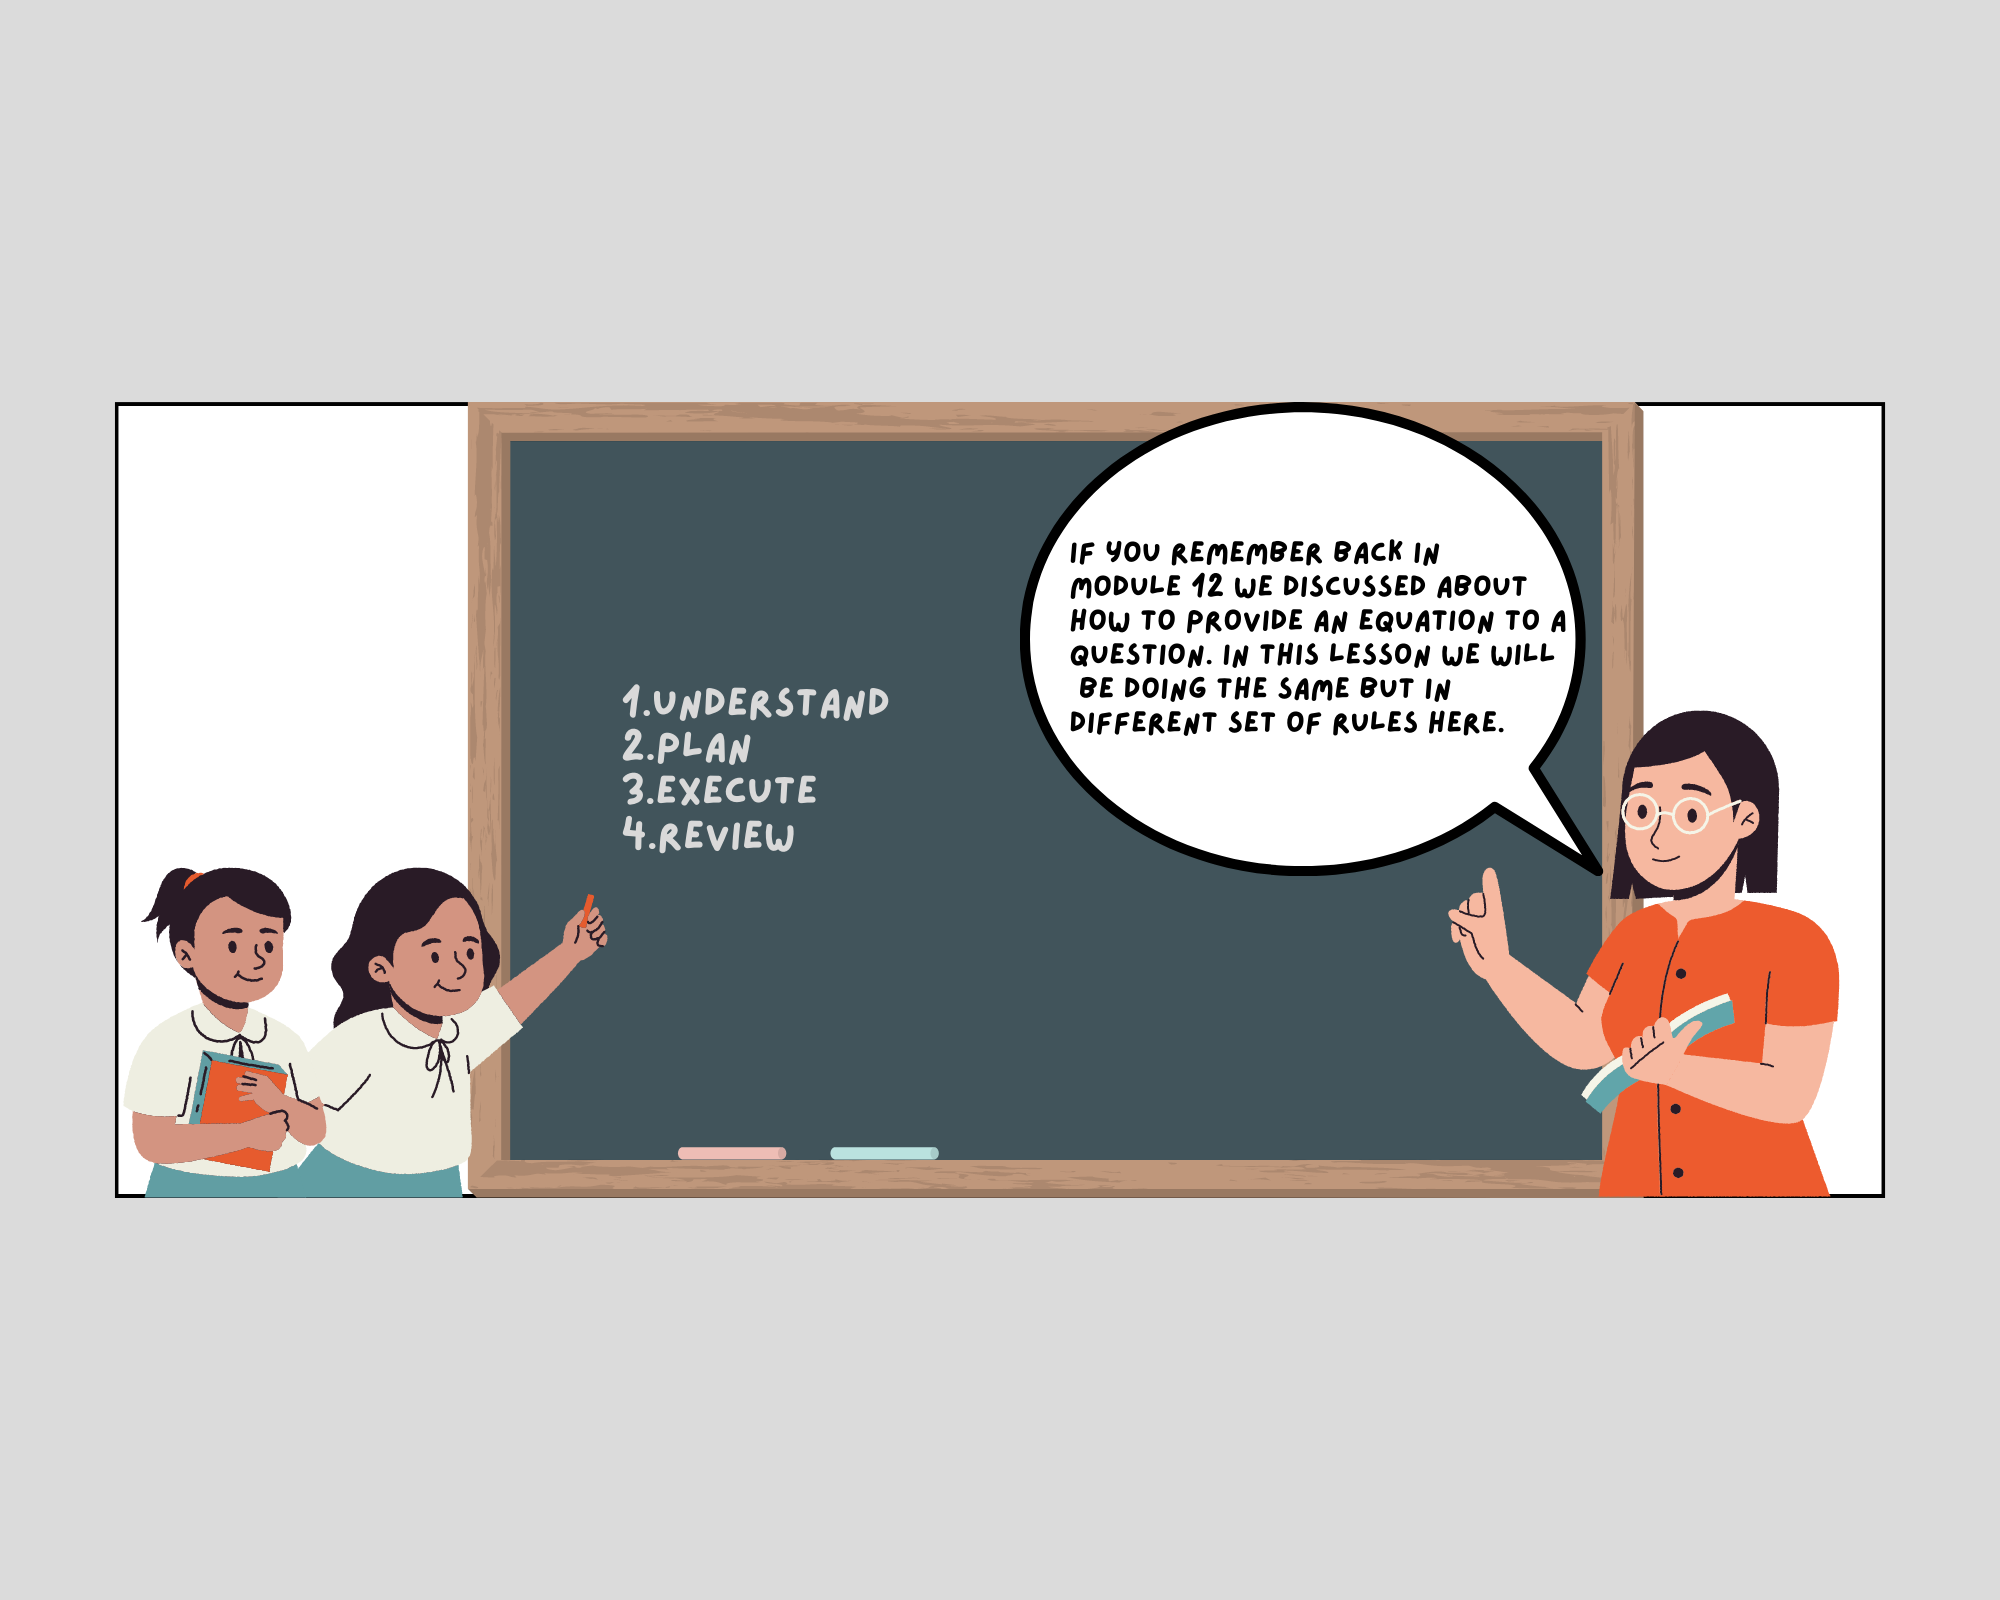 1.UNDERSTAND
2.PLAN
3.EXECUTE
4.REVIEW
IF YOU REMEMBER BACK IN
MODULE 12 WE DISCUSSED ABOUT
HOW TO PROVIDE AN EQUATION TO A
QUESTION. IN THIS LESSON WE WILL
BE DOING THE SAME BUT IN
DIFFERENT SET OF RULES HERE.